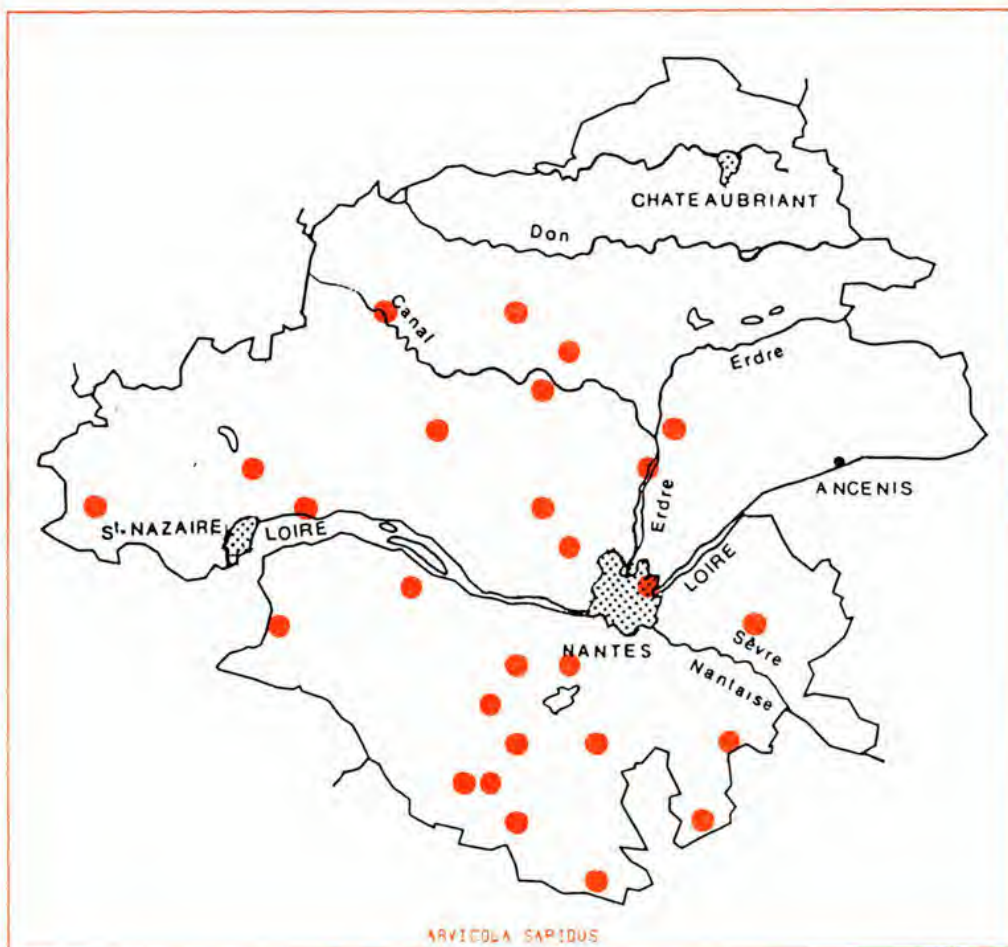 CHATEAUBRIANT
Don
Canal
Erdre
ANCENIS
Erdre
St-NAZAIRE
LOIRE
LOIRE
NANTES
Sèvre
Nantaise
ARVICOLA SAPIDUS